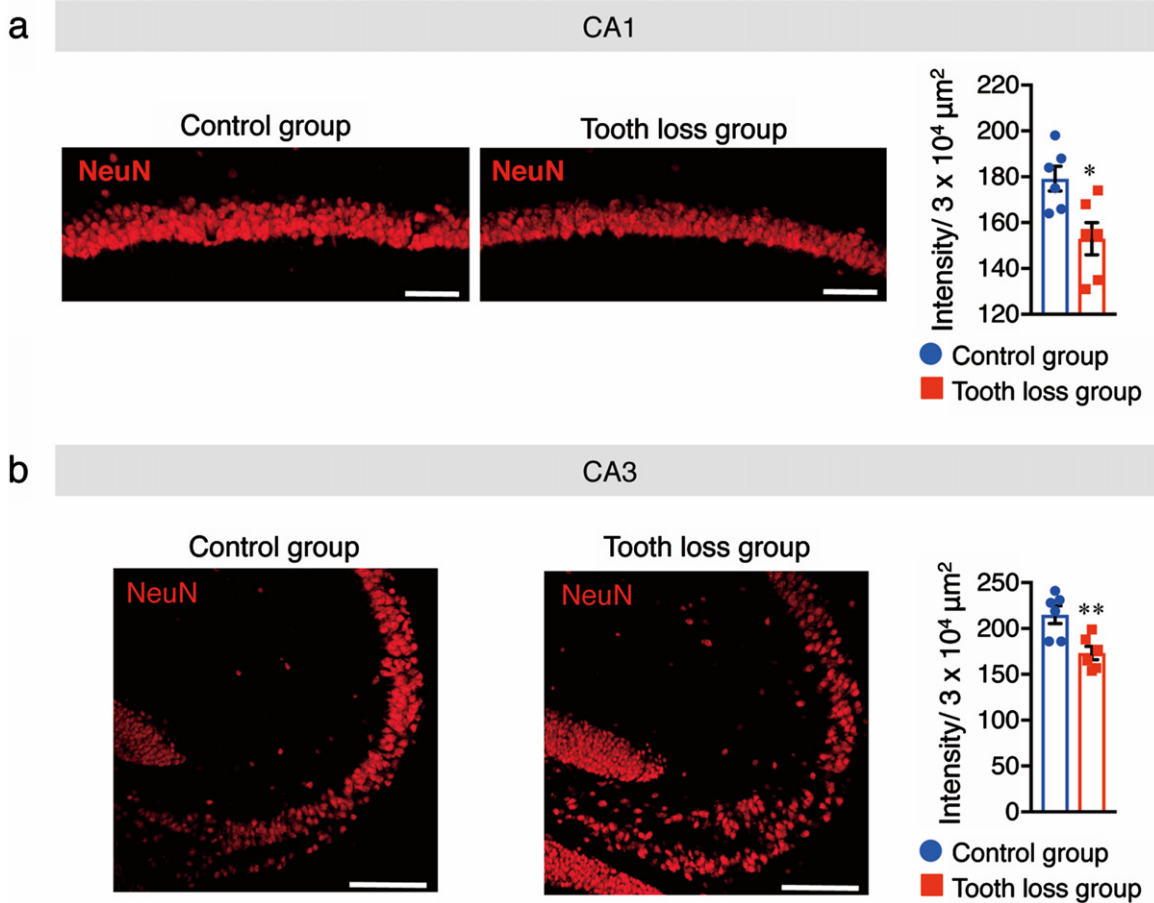 a
CA1
Control group
Tooth loss group
NeuN
NeuN
Intensity/ 3 x 10⁴ µm²
220
200
180
160
140
120
*
Control group
Tooth loss group
b
CA3
Control group
Tooth loss group
NeuN
NeuN
Intensity/ 3 x 10⁴ µm²
250
200
150
100
50
0
**
Control group
Tooth loss group